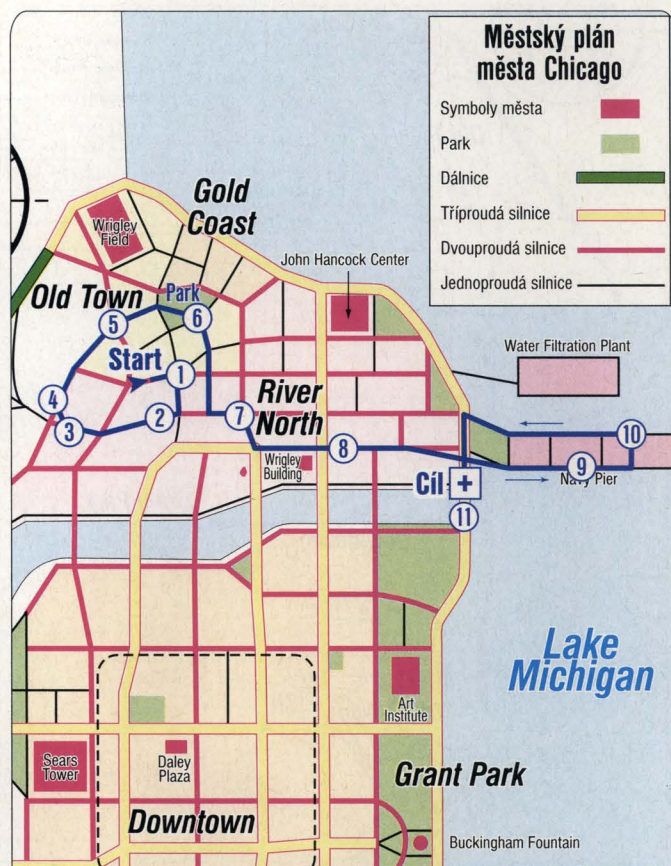 Městský plán
města Chicago
Symboly města
Park
Dálnice
Tříproudá silnice
Dvouproudá silnice
Jednoproudá silnice
Gold
Coast
Wrigley
Field
John Hancock Center
Old Town
Park
5
6
Start
1
Water Filtration Plant
4
3
2
River
North
7
8
10
9
Wrigley
Building
Navy Pier
Cíl
+
11
Lake
Michigan
Art
Institute
Sears
Tower
Daley
Plaza
Grant Park
Downtown
Buckingham Fountain